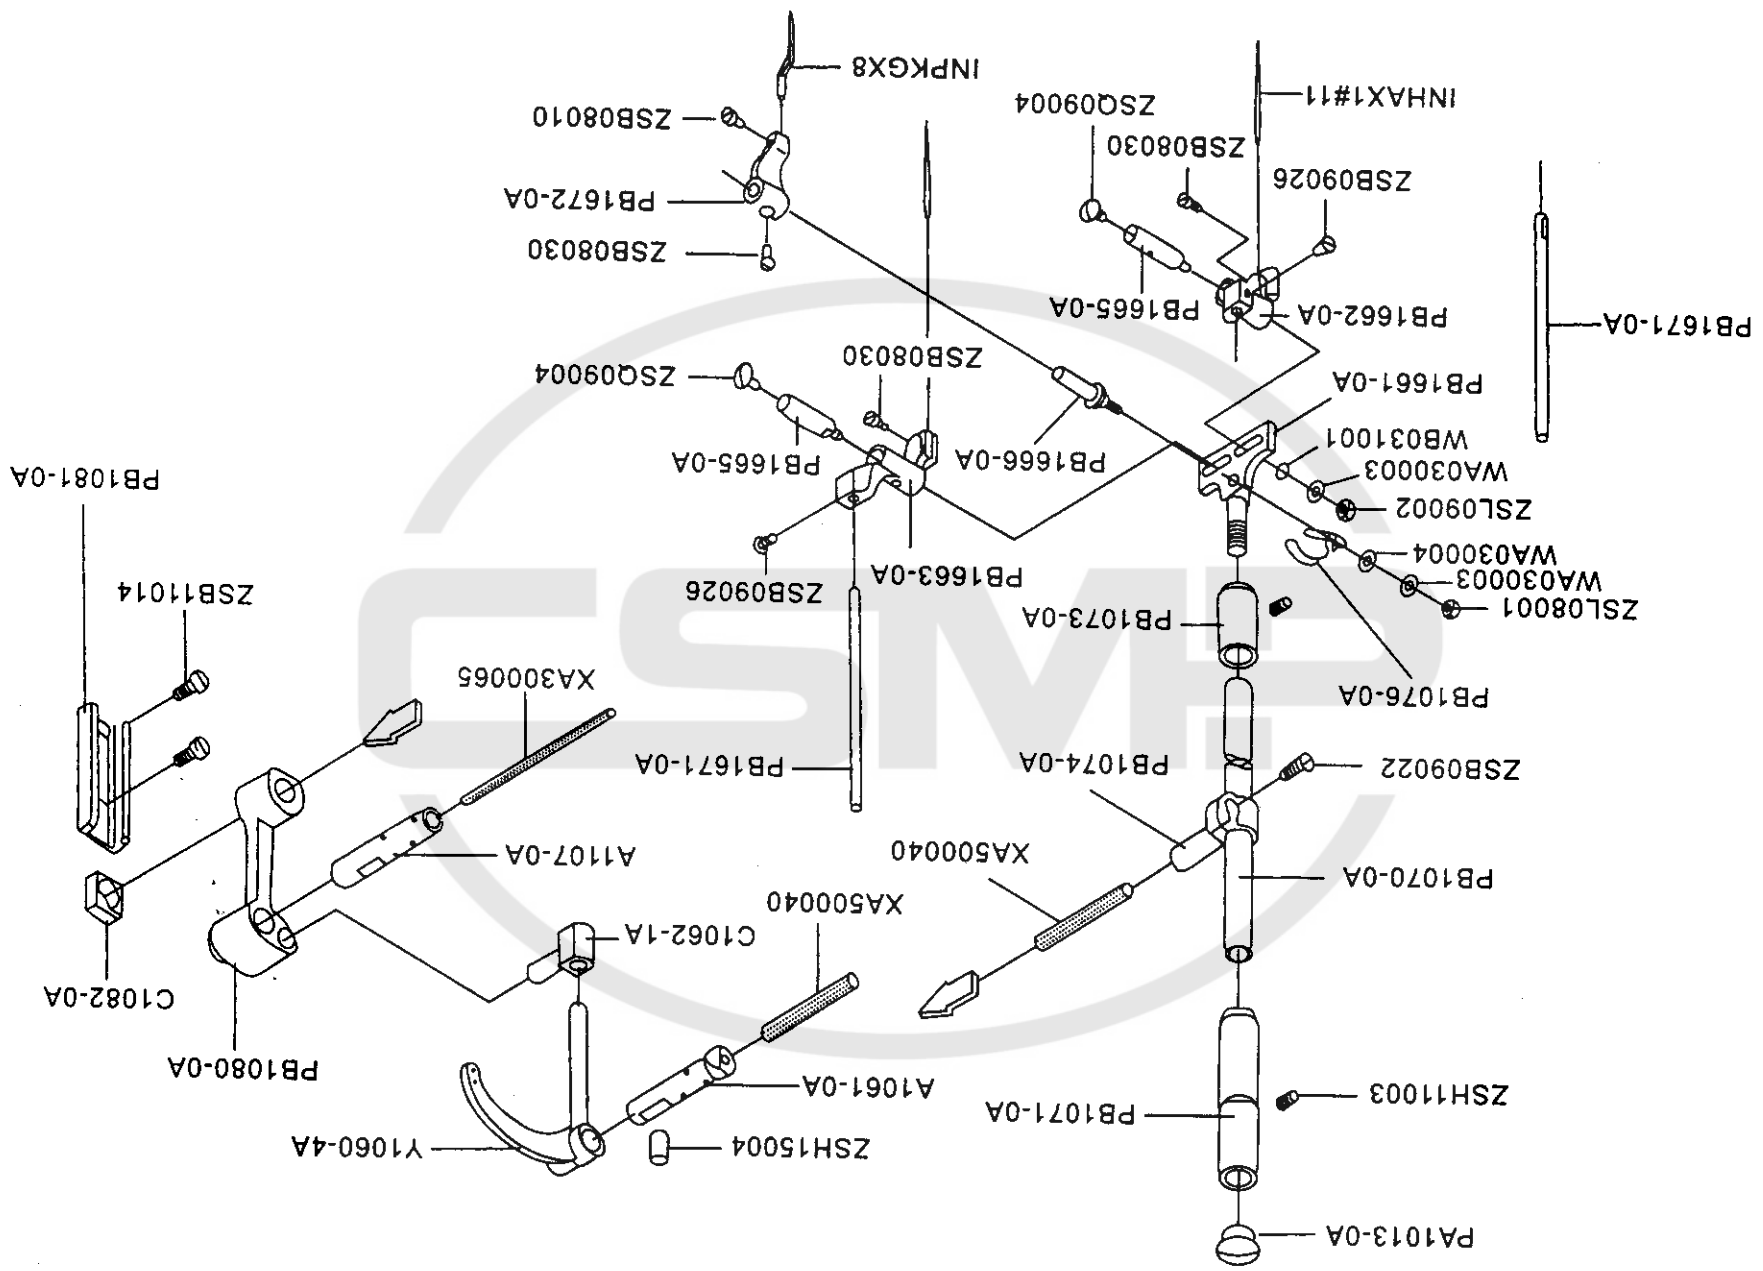 PA1013-0A
ZSH15004
Y1060-4A
ZSH11003
PB1071-0A
A1061-0A
PB1080-0A
C1082-0A
C1062-1A
XA500040
PB1070-0A
XA500040
A1107-0A
ZSB09022
PB1074-0A
PB1671-0A
PB1076-0A
XA300065
PB1073-0A
ZSL08001
ZSB09026
ZSB11014
WA030003
PB1663-0A
WA030004
ZSL09002
PB1081-0A
WA030003
PB1666-0A
PB1665-0A
WB031001
PB1661-0A
ZSQ09004
ZSB08030
PB1671-0A
PB1662-0A
PB1665-0A
ZSB08030
PB1672-0A
ZSB09026
ZSB08030
ZSB08010
ZSQ09004
INHAX1#11
INPKGX8
CSMP